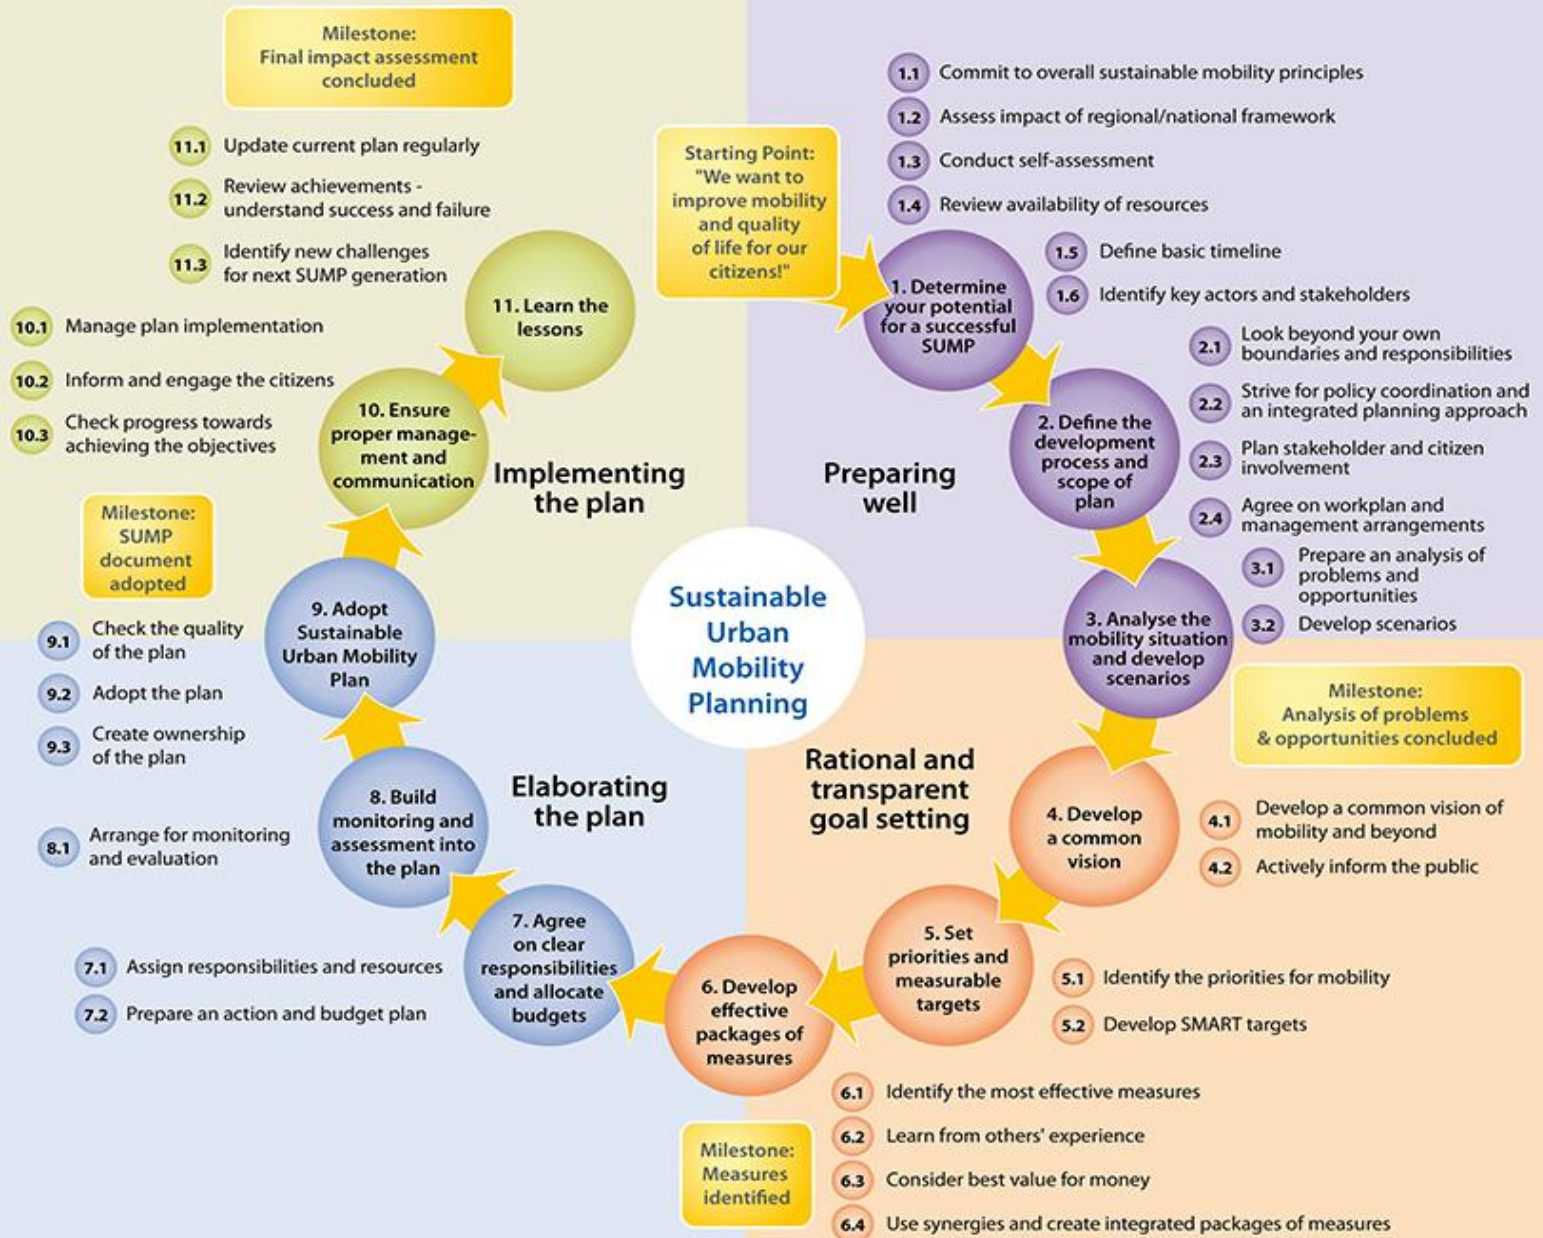 Milestone:
Final impact assessment
concluded
11.1 Update current plan regularly
11.2 Review achievements -
understand success and failure
11.3 Identify new challenges
for next SUMP generation
10.1 Manage plan implementation
10.2 Inform and engage the citizens
10.3 Check progress towards
achieving the objectives
Starting Point:
"We want to
improve mobility
and quality
of life for our
citizens!"
1.1 Commit to overall sustainable mobility principles
1.2 Assess impact of regional/national framework
1.3 Conduct self-assessment
1.4 Review availability of resources
1.5 Define basic timeline
1.6 Identify key actors and stakeholders
1. Determine
your potential
for a successful
SUMP
2.1 Look beyond your own
boundaries and responsibilities
2.2 Strive for policy coordination and
an integrated planning approach
2.3 Plan stakeholder and citizen
involvement
2.4 Agree on workplan and
management arrangements
2. Define the
development
process and
scope of
plan
3.1 Prepare an analysis of
problems and
opportunities
3.2 Develop scenarios
3. Analyse the
mobility situation
and develop
scenarios
Preparing
well
11. Learn the
lessons
10. Ensure
proper manage-
ment and
communication
Implementing
the plan
Milestone:
SUMP
document
adopted
9. Adopt
Sustainable
Urban Mobility
Plan
9.1 Check the quality
of the plan
9.2 Adopt the plan
9.3 Create ownership
of the plan
Sustainable
Urban
Mobility
Planning
Milestone:
Analysis of problems
& opportunities concluded
Rational and
transparent
goal setting
4. Develop
a common
vision
4.1 Develop a common vision of
mobility and beyond
4.2 Actively inform the public
Elaborating
the plan
8. Build
monitoring and
assessment into
the plan
8.1 Arrange for monitoring
and evaluation
7. Agree
on clear
responsibilities
and allocate
budgets
7.1 Assign responsibilities and resources
7.2 Prepare an action and budget plan
5. Set
priorities and
measurable
targets
5.1 Identify the priorities for mobility
5.2 Develop SMART targets
6. Develop
effective
packages of
measures
6.1 Identify the most effective measures
6.2 Learn from others' experience
6.3 Consider best value for money
6.4 Use synergies and create integrated packages of measures
Milestone:
Measures
identified